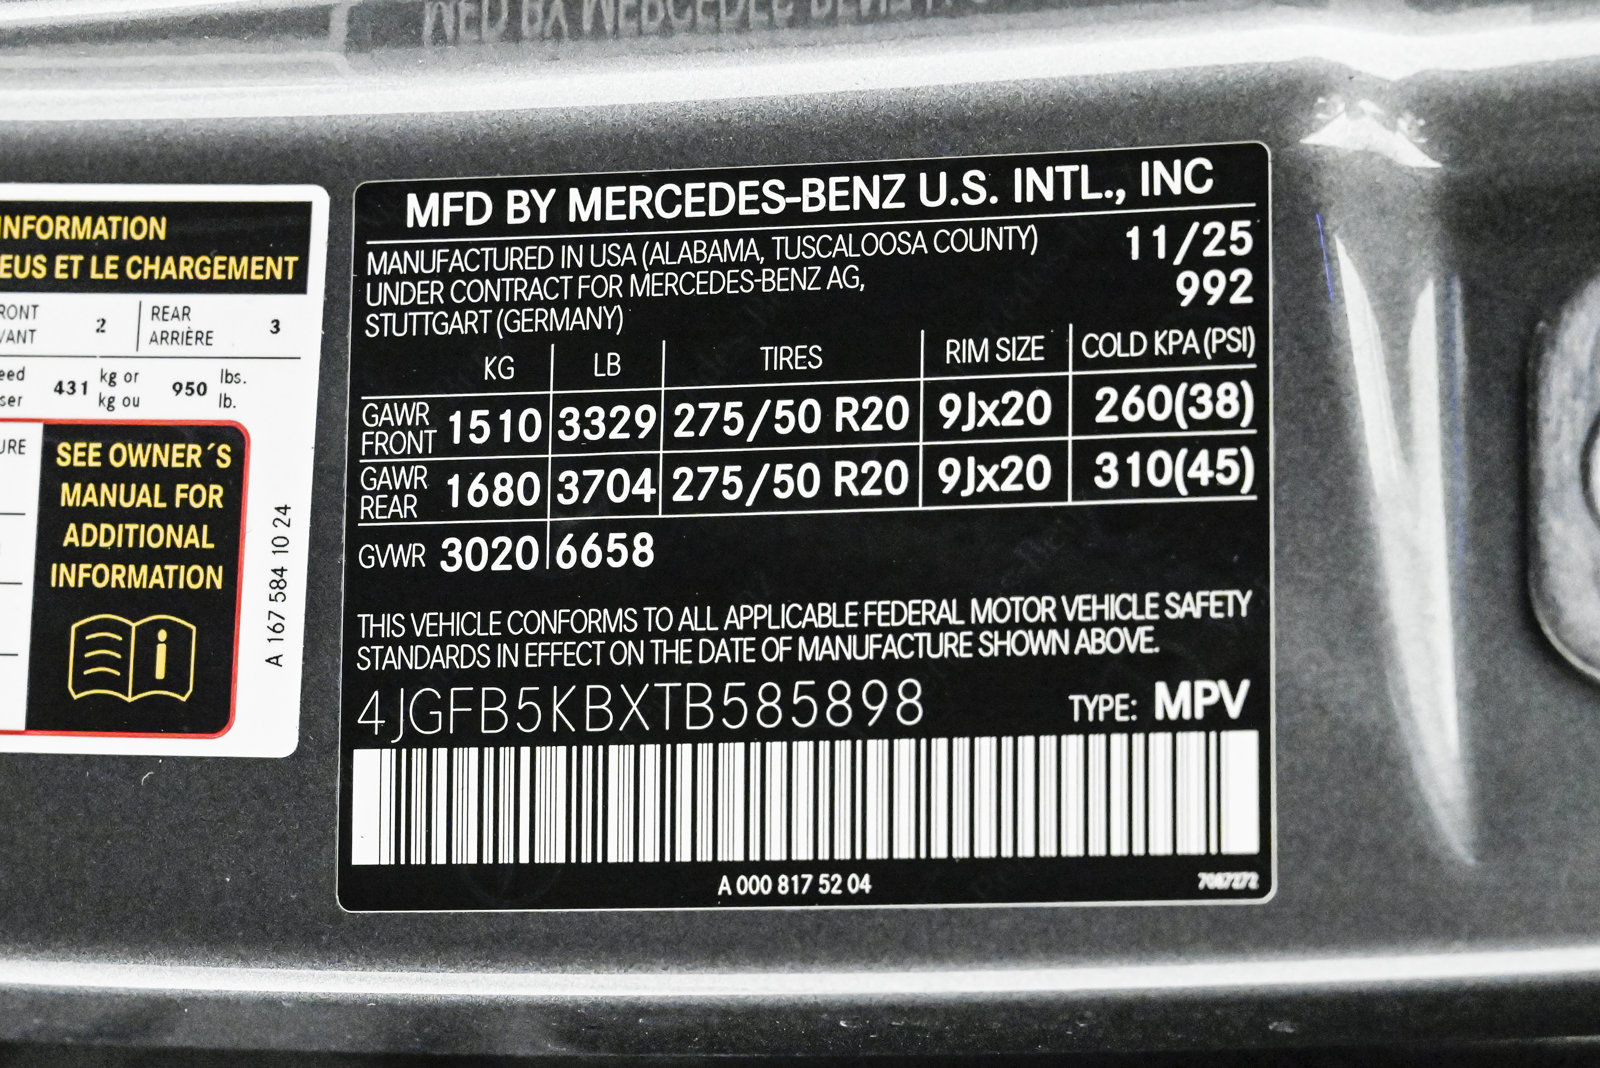 INFORMATION
EUS ET LE CHARGEMENT
RONT
VANT
2
REAR
ARRIÈRE
3
eed
ser
431
kg or
kg ou
950
lbs.
lb.
URE
SEE OWNER´S
MANUAL FOR
ADDITIONAL
INFORMATION
i
A 167 584 10 24
MFD BY MERCEDES-BENZ U.S. INTL., INC
MANUFACTURED IN USA (ALABAMA, TUSCALOOSA COUNTY) 11/25
UNDER CONTRACT FOR MERCEDES-BENZ AG, 992
STUTTGART (GERMANY)
KG LB TIRES RIM SIZE COLD KPA (PSI)
GAWR FRONT 1510 3329 275/50 R20 9Jx20 260(38)
GAWR REAR 1680 3704 275/50 R20 9Jx20 310(45)
GVWR 3020 6658
THIS VEHICLE CONFORMS TO ALL APPLICABLE FEDERAL MOTOR VEHICLE SAFETY
STANDARDS IN EFFECT ON THE DATE OF MANUFACTURE SHOWN ABOVE.
4JGFB5KBXTB585898 TYPE: MPV
A 000 817 52 04